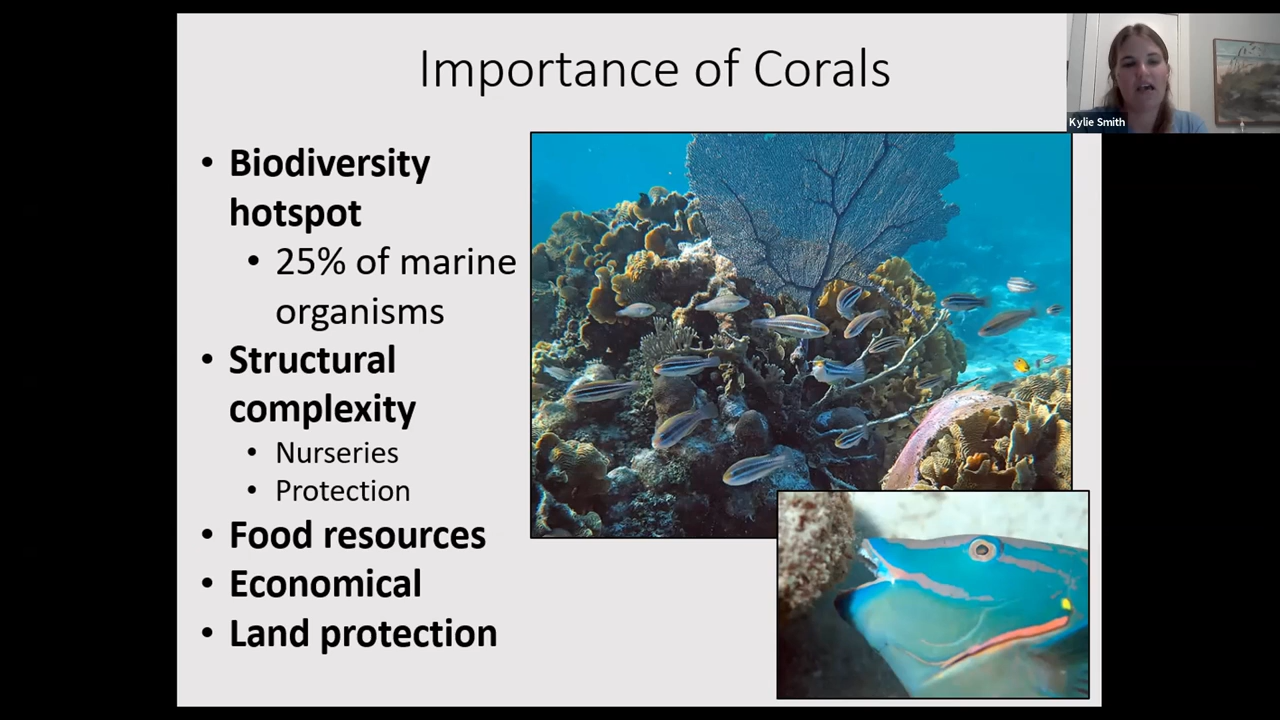 Importance of Corals
Kylie Smith
• Biodiversity
hotspot
• 25% of marine
organisms
• Structural
complexity
• Nurseries
• Protection
• Food resources
• Economical
• Land protection